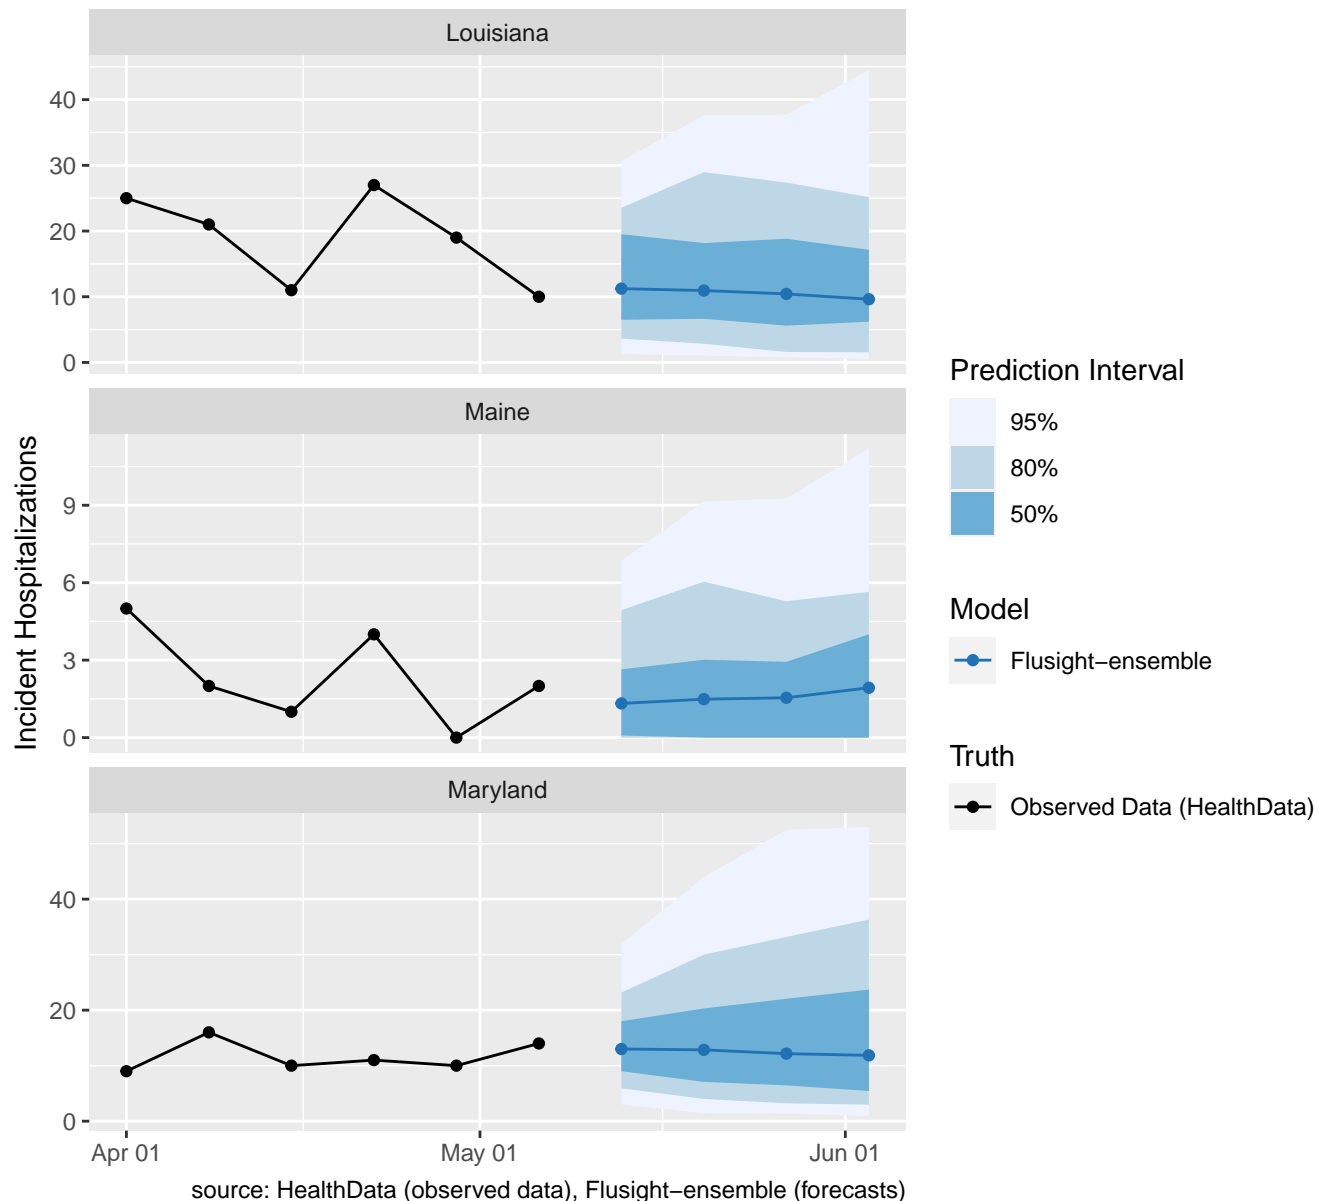 Louisiana
40
30
20
10
0
Maine
9
6
3
0
Maryland
40
20
0
Apr 01
May 01
Jun 01
Incident Hospitalizations
source: HealthData (observed data), Flusight−ensemble (forecasts)
Prediction Interval
95%
80%
50%
Model
Flusight−ensemble
Truth
Observed Data (HealthData)